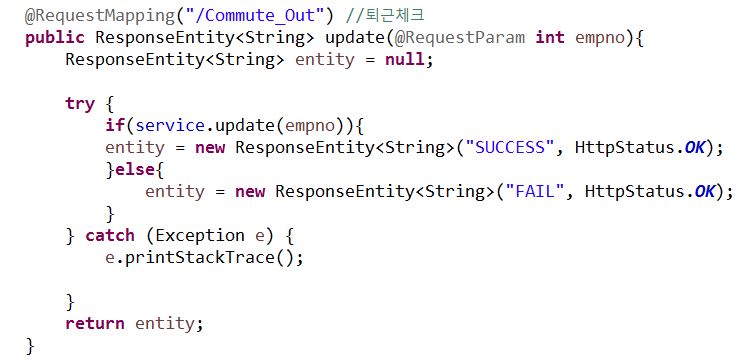 @RequestMapping("/Commute_Out") //퇴근체크
public ResponseEntity<String> update(@RequestParam int empno){
    ResponseEntity<String> entity = null;

    try {
        if(service.update(empno)){
        entity = new ResponseEntity<String>("SUCCESS", HttpStatus.OK);
        }else{
            entity = new ResponseEntity<String>("FAIL", HttpStatus.OK);
        }
    } catch (Exception e) {
        e.printStackTrace();

    }
    return entity;
}